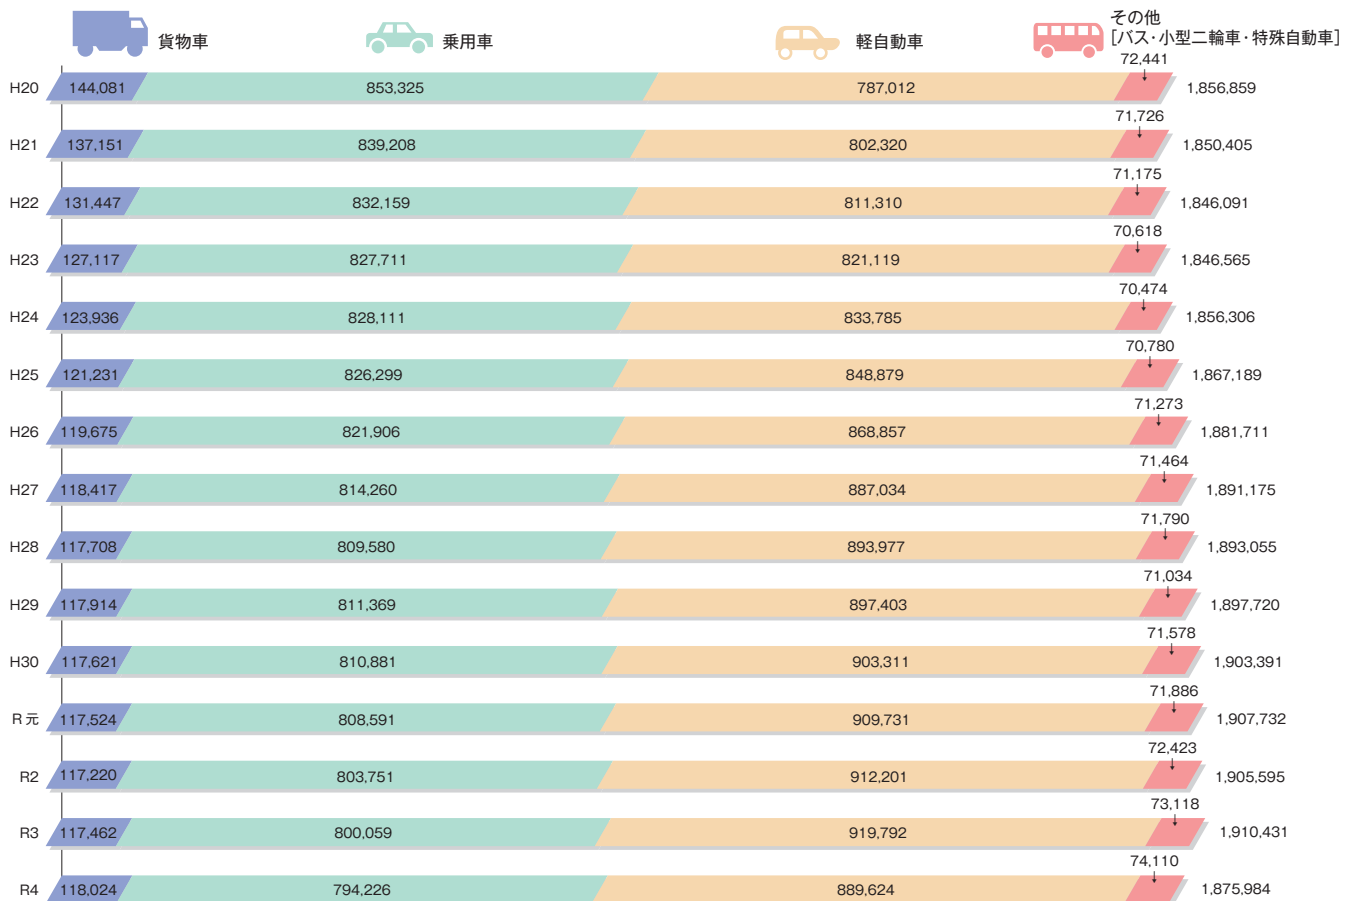 貨物車
乗用車
軽自動車
その他
[バス・小型二輪車・特殊自動車]
H20 144,081 853,325 787,012 72,441 1,856,859
H21 137,151 839,208 802,320 71,726 1,850,405
H22 131,447 832,159 811,310 71,175 1,846,091
H23 127,117 827,711 821,119 70,618 1,846,565
H24 123,936 828,111 833,785 70,474 1,856,306
H25 121,231 826,299 848,879 70,780 1,867,189
H26 119,675 821,906 868,857 71,273 1,881,711
H27 118,417 814,260 887,034 71,464 1,891,175
H28 117,708 809,580 893,977 71,790 1,893,055
H29 117,914 811,369 897,403 71,034 1,897,720
H30 117,621 810,881 903,311 71,578 1,903,391
R元 117,524 808,591 909,731 71,886 1,907,732
R2 117,220 803,751 912,201 72,423 1,905,595
R3 117,462 800,059 919,792 73,118 1,910,431
R4 118,024 794,226 889,624 74,110 1,875,984